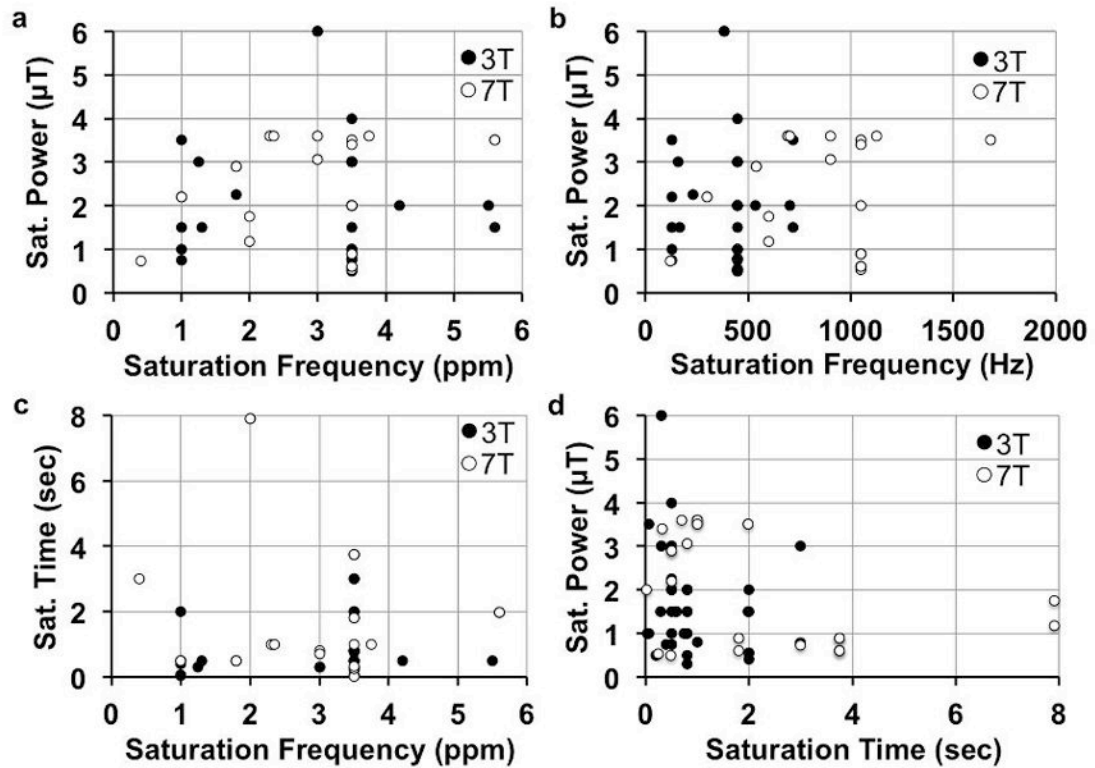 a
6
5
4
3
2
1
0
Sat. Power (µT)
3T
7T
0 1 2 3 4 5 6
Saturation Frequency (ppm)
b
6
5
4
3
2
1
0
Sat. Power (µT)
3T
7T
0 500 1000 1500 2000
Saturation Frequency (Hz)
c
8
6
4
2
0
Sat. Time (sec)
3T
7T
0 1 2 3 4 5 6
Saturation Frequency (ppm)
d
6
5
4
3
2
1
0
Sat. Power (µT)
3T
7T
0 2 4 6 8
Saturation Time (sec)